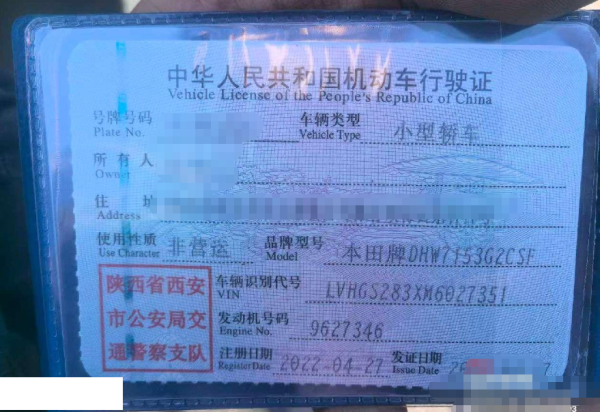 中华人民共和国机动车行驶证
Vehicle License of the People's Republic of China
号牌号码 车辆类型 小型轿车
Plate No. Vehicle Type
所有人
Owner
住 址
Address
使用性质 非营运 品牌型号 本田牌DHW7153G2CSF
Use Character Model
陕西省西安
市公安局交
通警察支队
车辆识别代号 LVHGS283XM6027351
VIN
发动机号码 9627346
Engine No.
注册日期 2022-04-27 发证日期
Register Date Issue Date